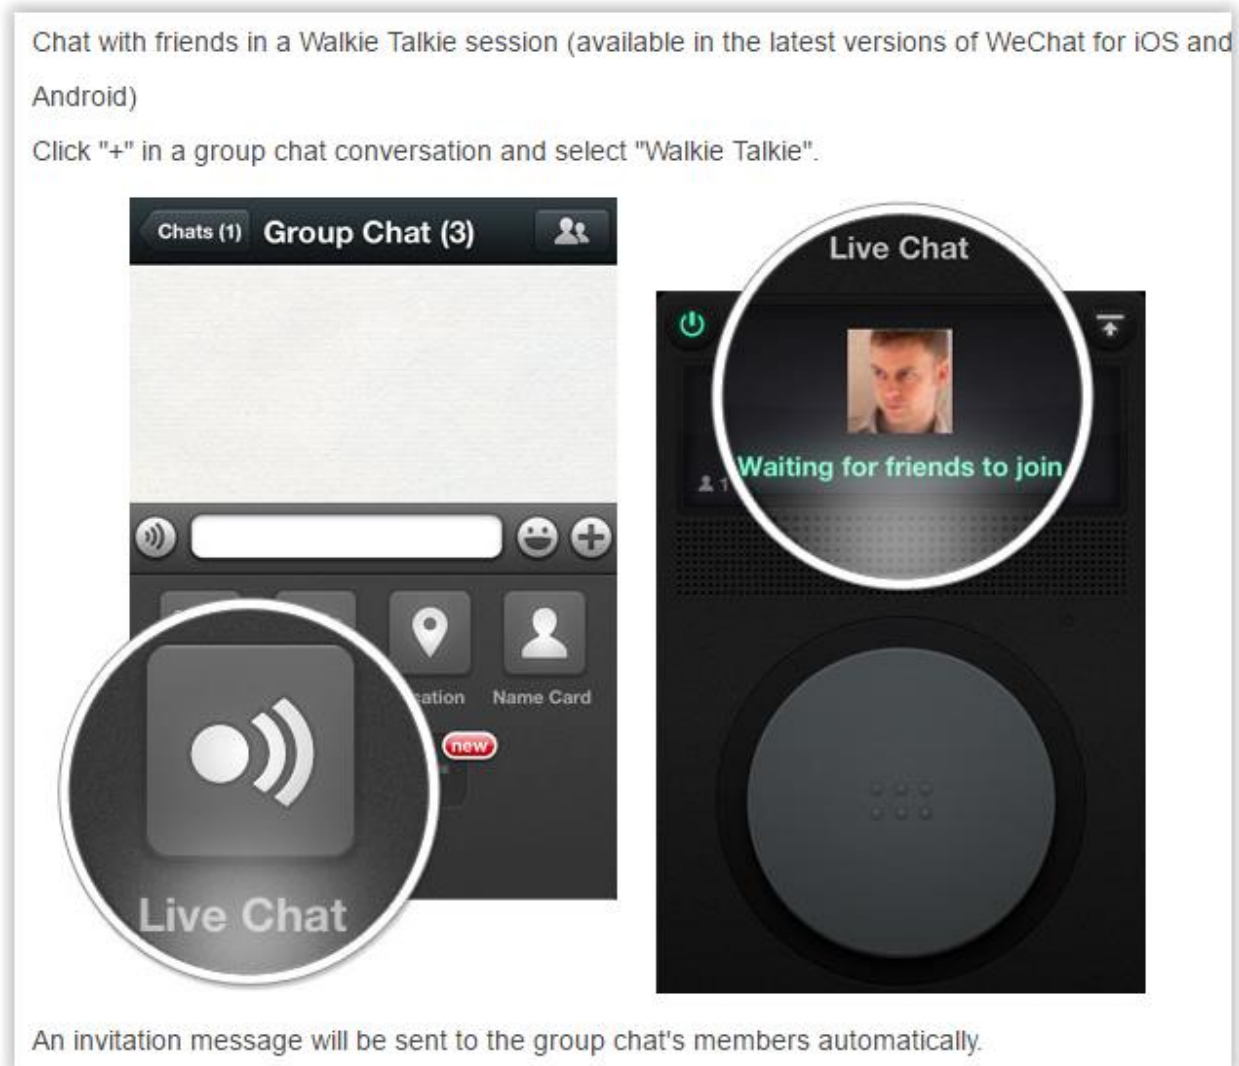 Chat with friends in a Walkie Talkie session (available in the latest versions of WeChat for iOS and
Android)
Click "+" in a group chat conversation and select "Walkie Talkie".
Chats (1)
Group Chat (3)
Name Card
new
Live Chat
Live Chat
Waiting for friends to join
1
An invitation message will be sent to the group chat's members automatically.